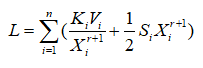 $L = \sum_{i=1}^{n} ( \frac{K_i V_i}{X_i^{r+1}} + \frac{1}{2} S_i X_i^{r+1} )$